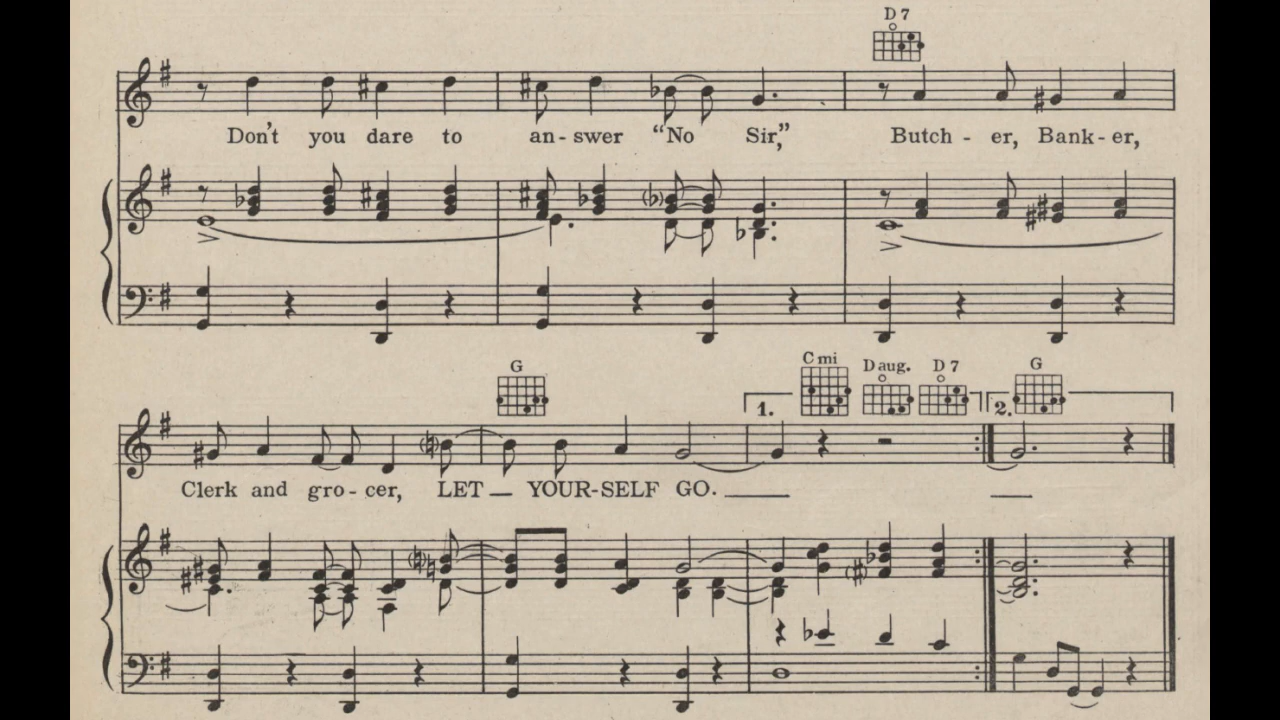 D 7
Don't you dare to an - swer “No Sir,” Butch - er, Bank - er,
G C mi D aug. D 7 G
1. 2.
Clerk and gro - cer, LET YOUR-SELF GO.